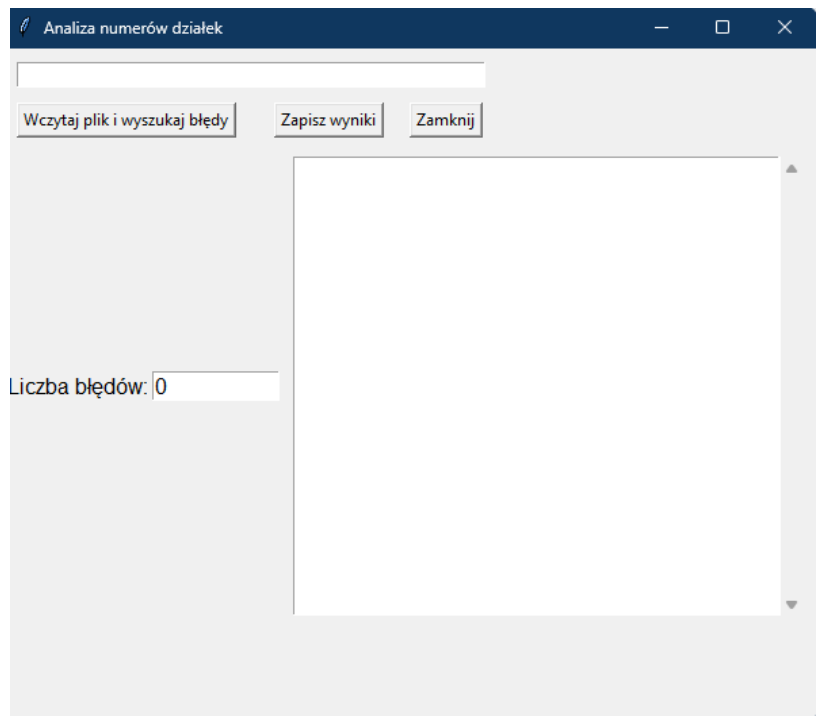 Analiza numerów działek
Wczytaj plik i wyszukaj błędy Zapisz wyniki Zamknij
Liczba błędów: 0